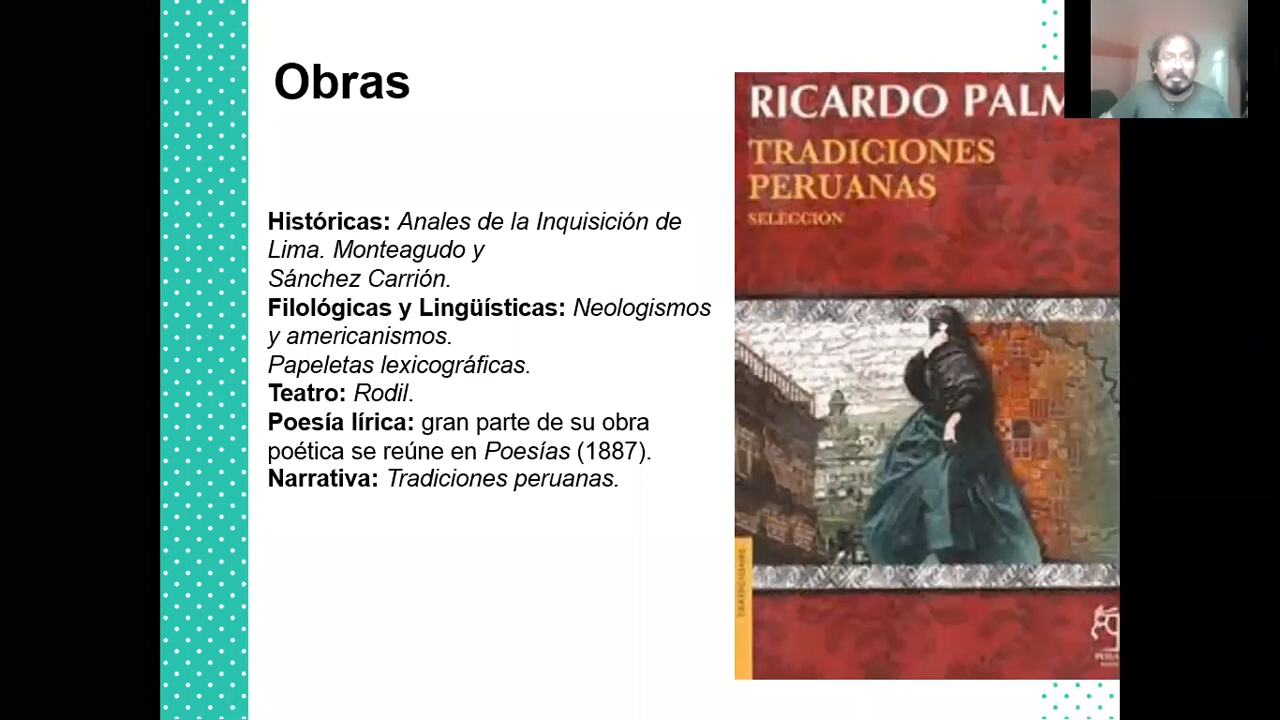 Obras
Históricas: Anales de la Inquisición de
Lima. Monteagudo y
Sánchez Carrión.
Filológicas y Lingüísticas: Neologismos
y americanismos.
Papeletas lexicográficas.
Teatro: Rodil.
Poesía lírica: gran parte de su obra
poética se reúne en Poesías (1887).
Narrativa: Tradiciones peruanas.
RICARDO PALM
TRADICIONES
PERUANAS
SELECCIÓN